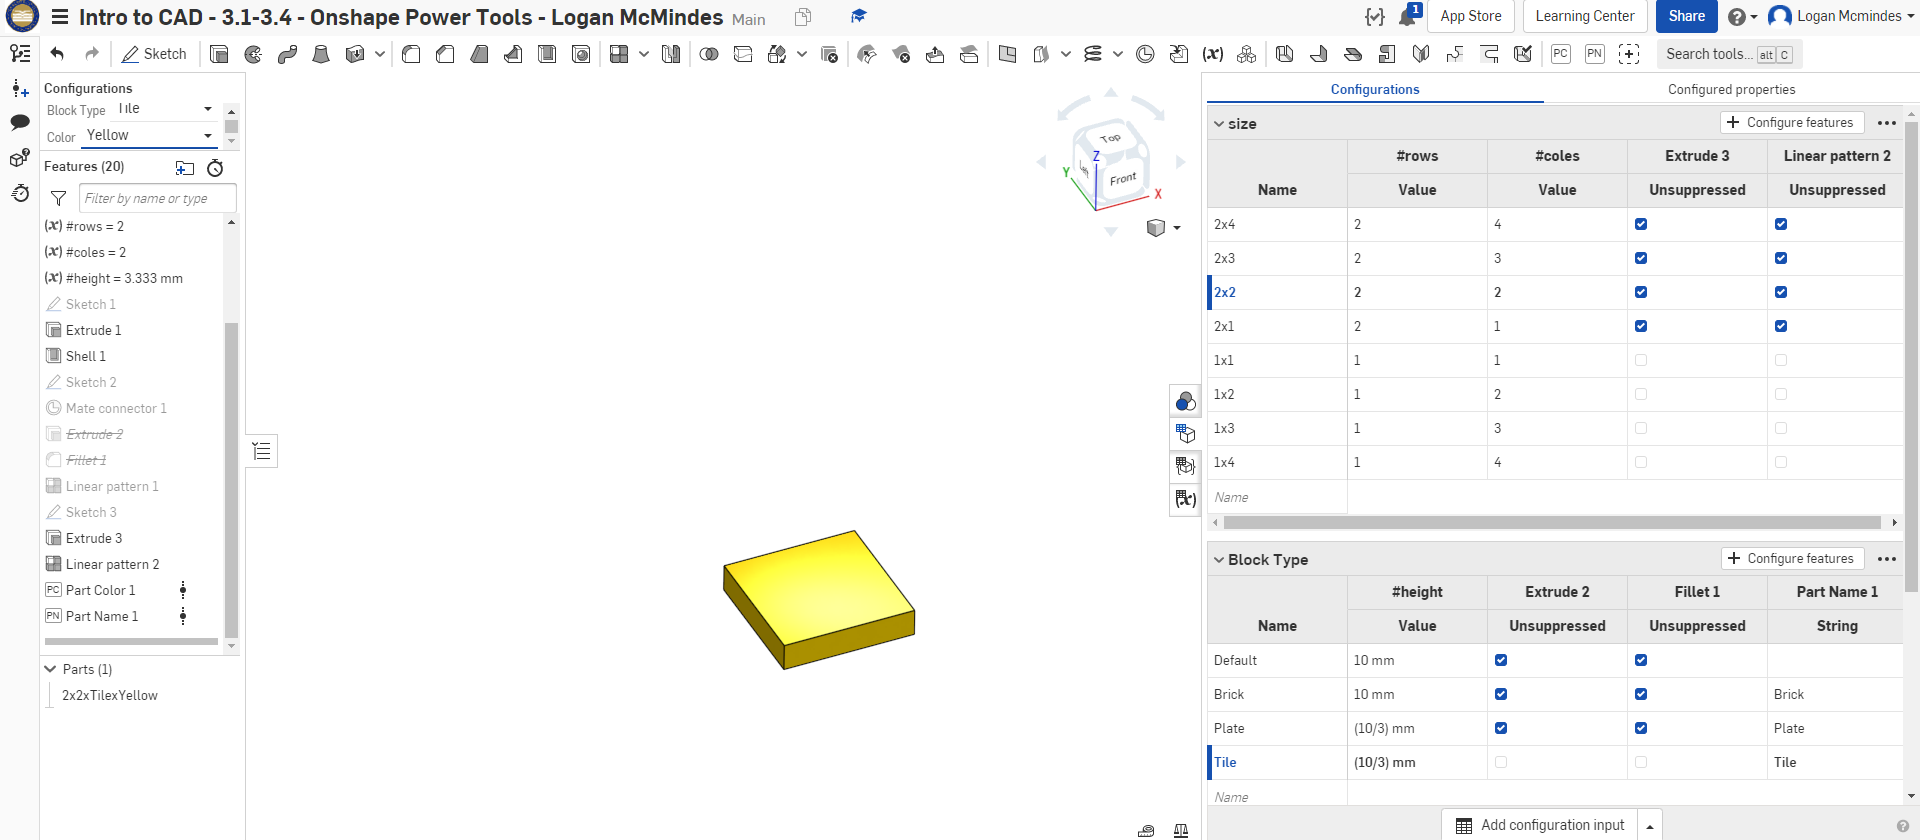 Intro to CAD - 3.1-3.4 - Onshape Power Tools - Logan McMindes Main
1
App Store
Learning Center
Share
Logan Mcmindes
Sketch
PC
PN
Search tools... alt C
Configurations
Block Type Tile
Color Yellow
Features (20)
Filter by name or type
(x) #rows = 2
(x) #coles = 2
(x) #height = 3.333 mm
Sketch 1
Extrude 1
Shell 1
Sketch 2
Mate connector 1
Extrude 2
Fillet 1
Linear pattern 1
Sketch 3
Extrude 3
Linear pattern 2
PC Part Color 1
PN Part Name 1
Parts (1)
2x2xTilexYellow
Top
Left
Front
Z
Y
X
Configurations
Configured properties
size
+ Configure features
Name #rows #coles Extrude 3 Linear pattern 2
Value Value Unsuppressed Unsuppressed
2x4 2 4
2x3 2 3
2x2 2 2
2x1 2 1
1x1 1 1
1x2 1 2
1x3 1 3
1x4 1 4
Name
Block Type
+ Configure features
Name #height Extrude 2 Fillet 1 Part Name 1
Value Unsuppressed Unsuppressed String
Default 10 mm
Brick 10 mm Brick
Plate (10/3) mm Plate
Tile (10/3) mm Tile
Name
Add configuration input